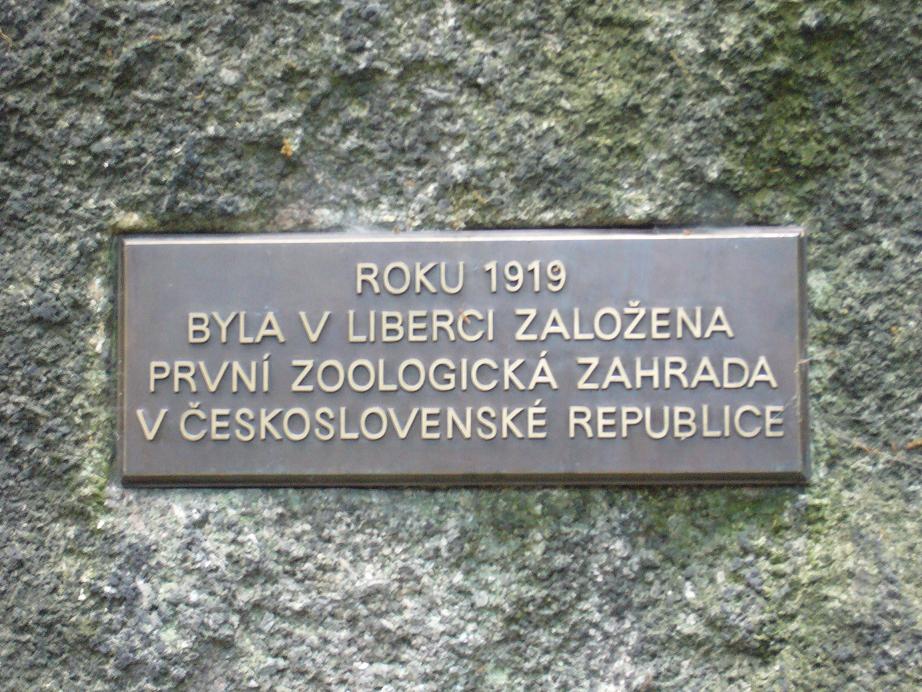 ROKU 1919
BYLA V LIBERCI ZALOŽENA
PRVNÍ ZOOLOGICKÁ ZAHRADA
V ČESKOSLOVENSKÉ REPUBLICE